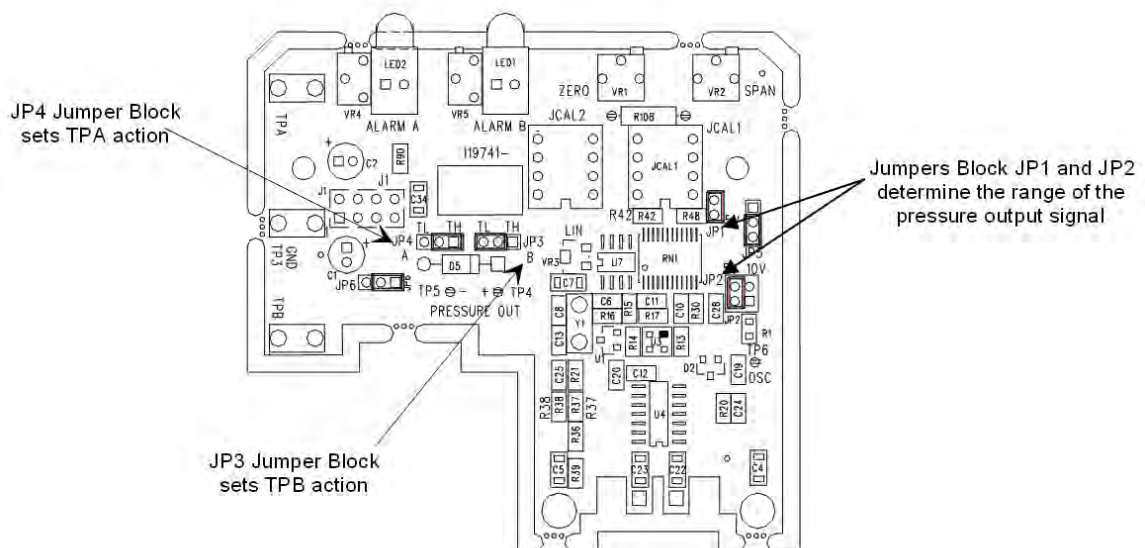 JP4 Jumper Block
sets TPA action
Jumpers Block JP1 and JP2
determine the range of the
pressure output signal
JP3 Jumper Block
sets TPB action
LED2
LED1
VR4
ALARM A
VR5
ALARM B
ZERO
VR1
VR2
SPAN
TPA
C2
R90
I19741-
JCAL2
R108
JCAL1
JCAL1
J1
J1
C34
R42
R42
R48
JP1
JP5
10V
GND
TP3
C1
JP4
A
TL
TH
TL
TH
JP3
B
D5
LIN
VR3
U7
RN1
JP2
JP2
JP6
JP6
TP5
-
+
TP4
PRESSURE OUT
TPB
C7
C8
C6
R16
R15
C11
R17
C10
R30
C28
R1
Y1
C13
U1
R14
U3
R13
TP6
OSC
D2
C19
C25
R21
C20
C12
R38
R38
R37
R37
U4
R20
C24
R36
C5
R39
C23
C22
C4